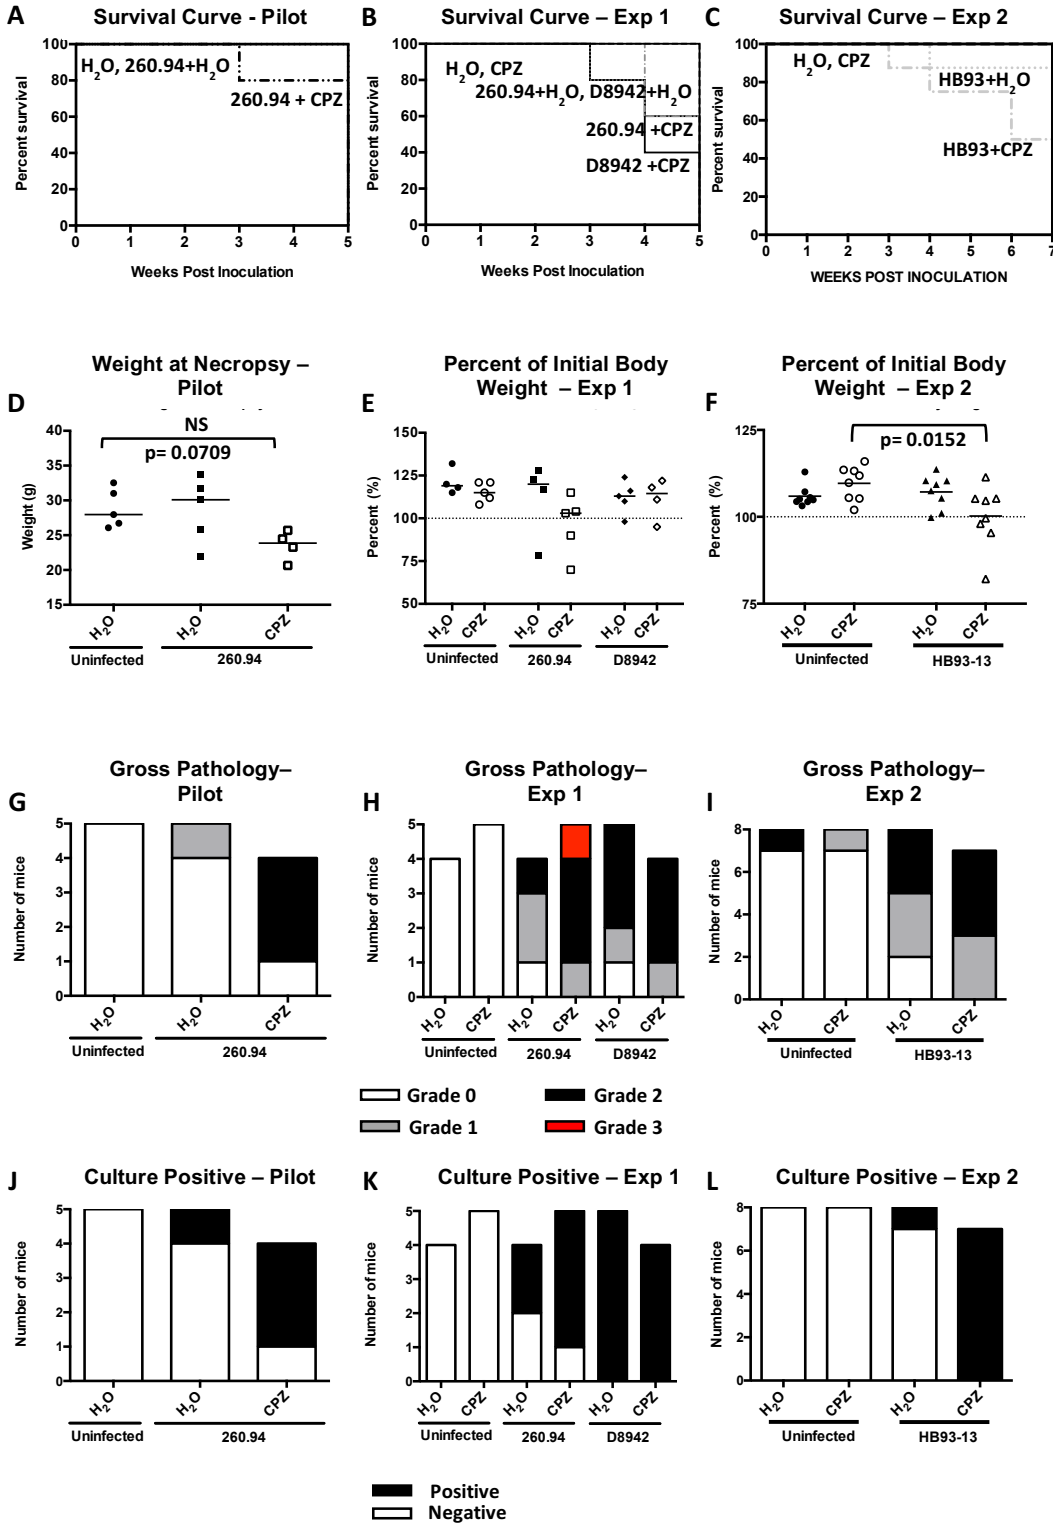 A
Survival Curve - Pilot
Percent survival
100
80
60
40
20
0
H2O, 260.94+H2O
260.94 + CPZ
0 1 2 3 4 5
Weeks Post Inoculation
B
Survival Curve – Exp 1
Percent survival
100
80
60
40
20
0
H2O, CPZ
260.94+H2O, D8942+H2O
260.94 +CPZ
D8942 +CPZ
0 1 2 3 4 5
Weeks Post Inoculation
C
Survival Curve – Exp 2
Percent survival
100
80
60
40
20
0
H2O, CPZ
HB93+H2O
HB93+CPZ
0 1 2 3 4 5 6 7
WEEKS POST INOCULATION
D
Weight at Necropsy –
Pilot
NS
p= 0.0709
Weight (g)
40
35
30
25
20
15
H2O H2O CPZ
Uninfected 260.94
E
Percent of Initial Body
Weight – Exp 1
Percent (%)
150
125
100
75
50
H2O CPZ H2O CPZ H2O CPZ
Uninfected 260.94 D8942
F
Percent of Initial Body
Weight – Exp 2
p= 0.0152
Percent (%)
125
100
75
H2O CPZ H2O CPZ
Uninfected HB93-13
G
Gross Pathology–
Pilot
Number of mice
5
4
3
2
1
0
H2O H2O CPZ
Uninfected 260.94
H
Gross Pathology–
Exp 1
Number of mice
5
4
3
2
1
0
H2O CPZ H2O CPZ H2O CPZ
Uninfected 260.94 D8942
I
Gross Pathology–
Exp 2
Number of mice
8
6
4
2
0
H2O CPZ H2O CPZ
Uninfected HB93-13
Grade 0 Grade 2
Grade 1 Grade 3
J
Culture Positive – Pilot
Number of mice
5
4
3
2
1
0
H2O H2O CPZ
Uninfected 260.94
K
Culture Positive – Exp 1
Number of mice
5
4
3
2
1
0
H2O CPZ H2O CPZ H2O CPZ
Uninfected 260.94 D8942
L
Culture Positive – Exp 2
Number of mice
8
6
4
2
0
H2O CPZ H2O CPZ
Uninfected HB93-13
Positive
Negative